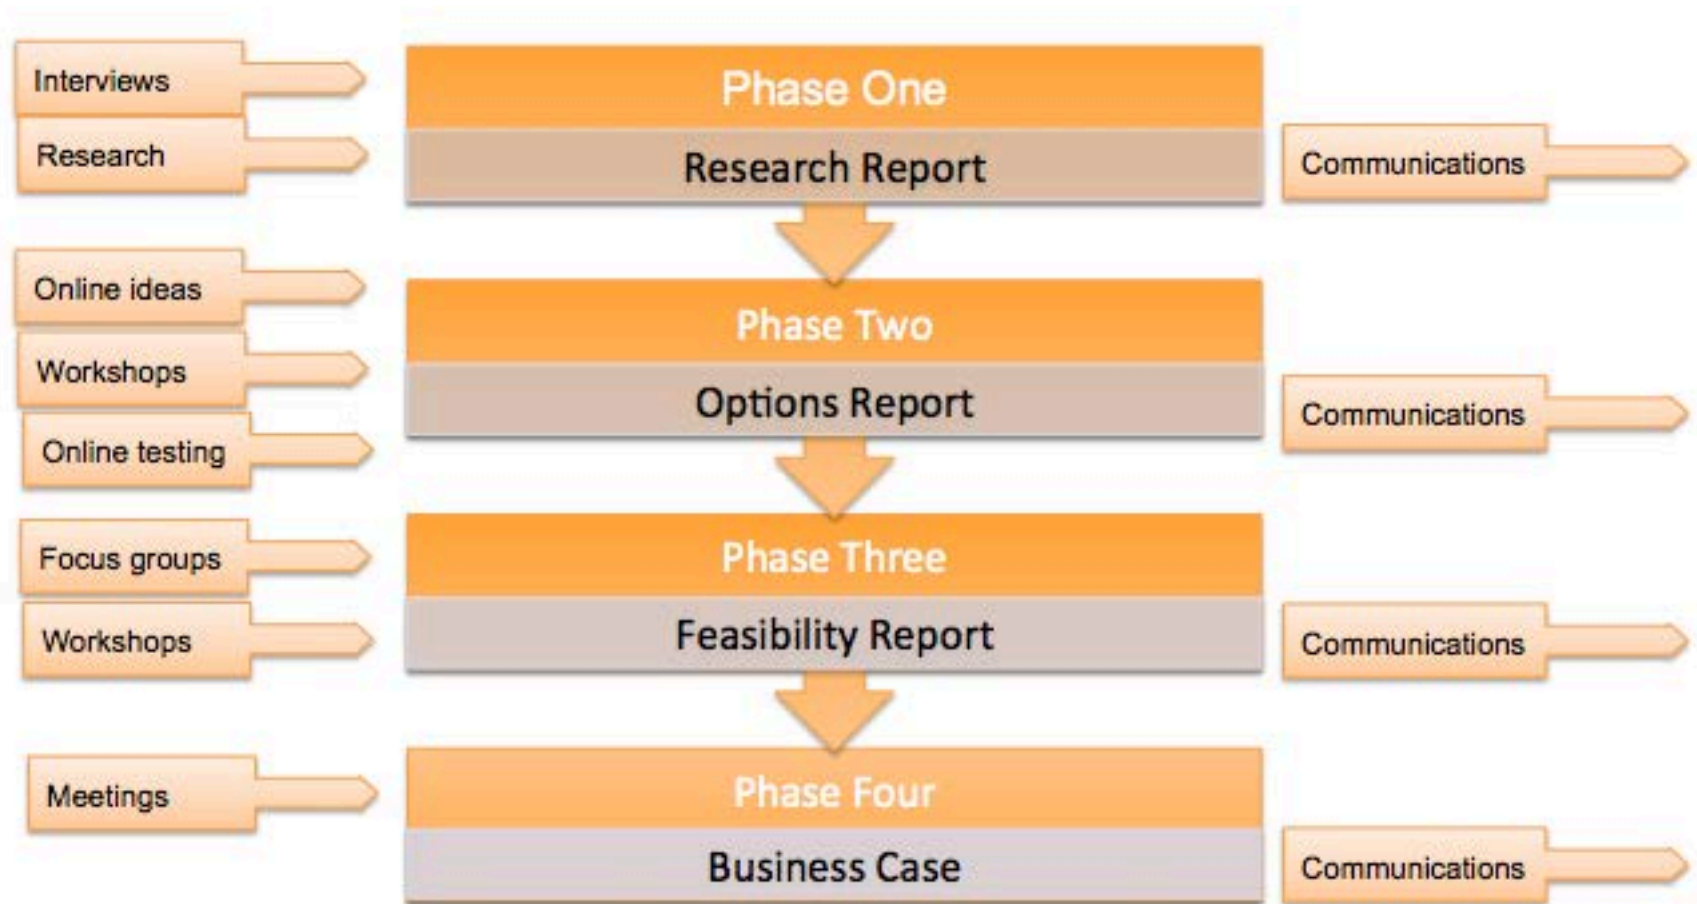 Interviews
Phase One
Research
Research Report
Communications
Online ideas
Phase Two
Workshops
Options Report
Communications
Online testing
Focus groups
Phase Three
Workshops
Feasibility Report
Communications
Meetings
Phase Four
Business Case
Communications